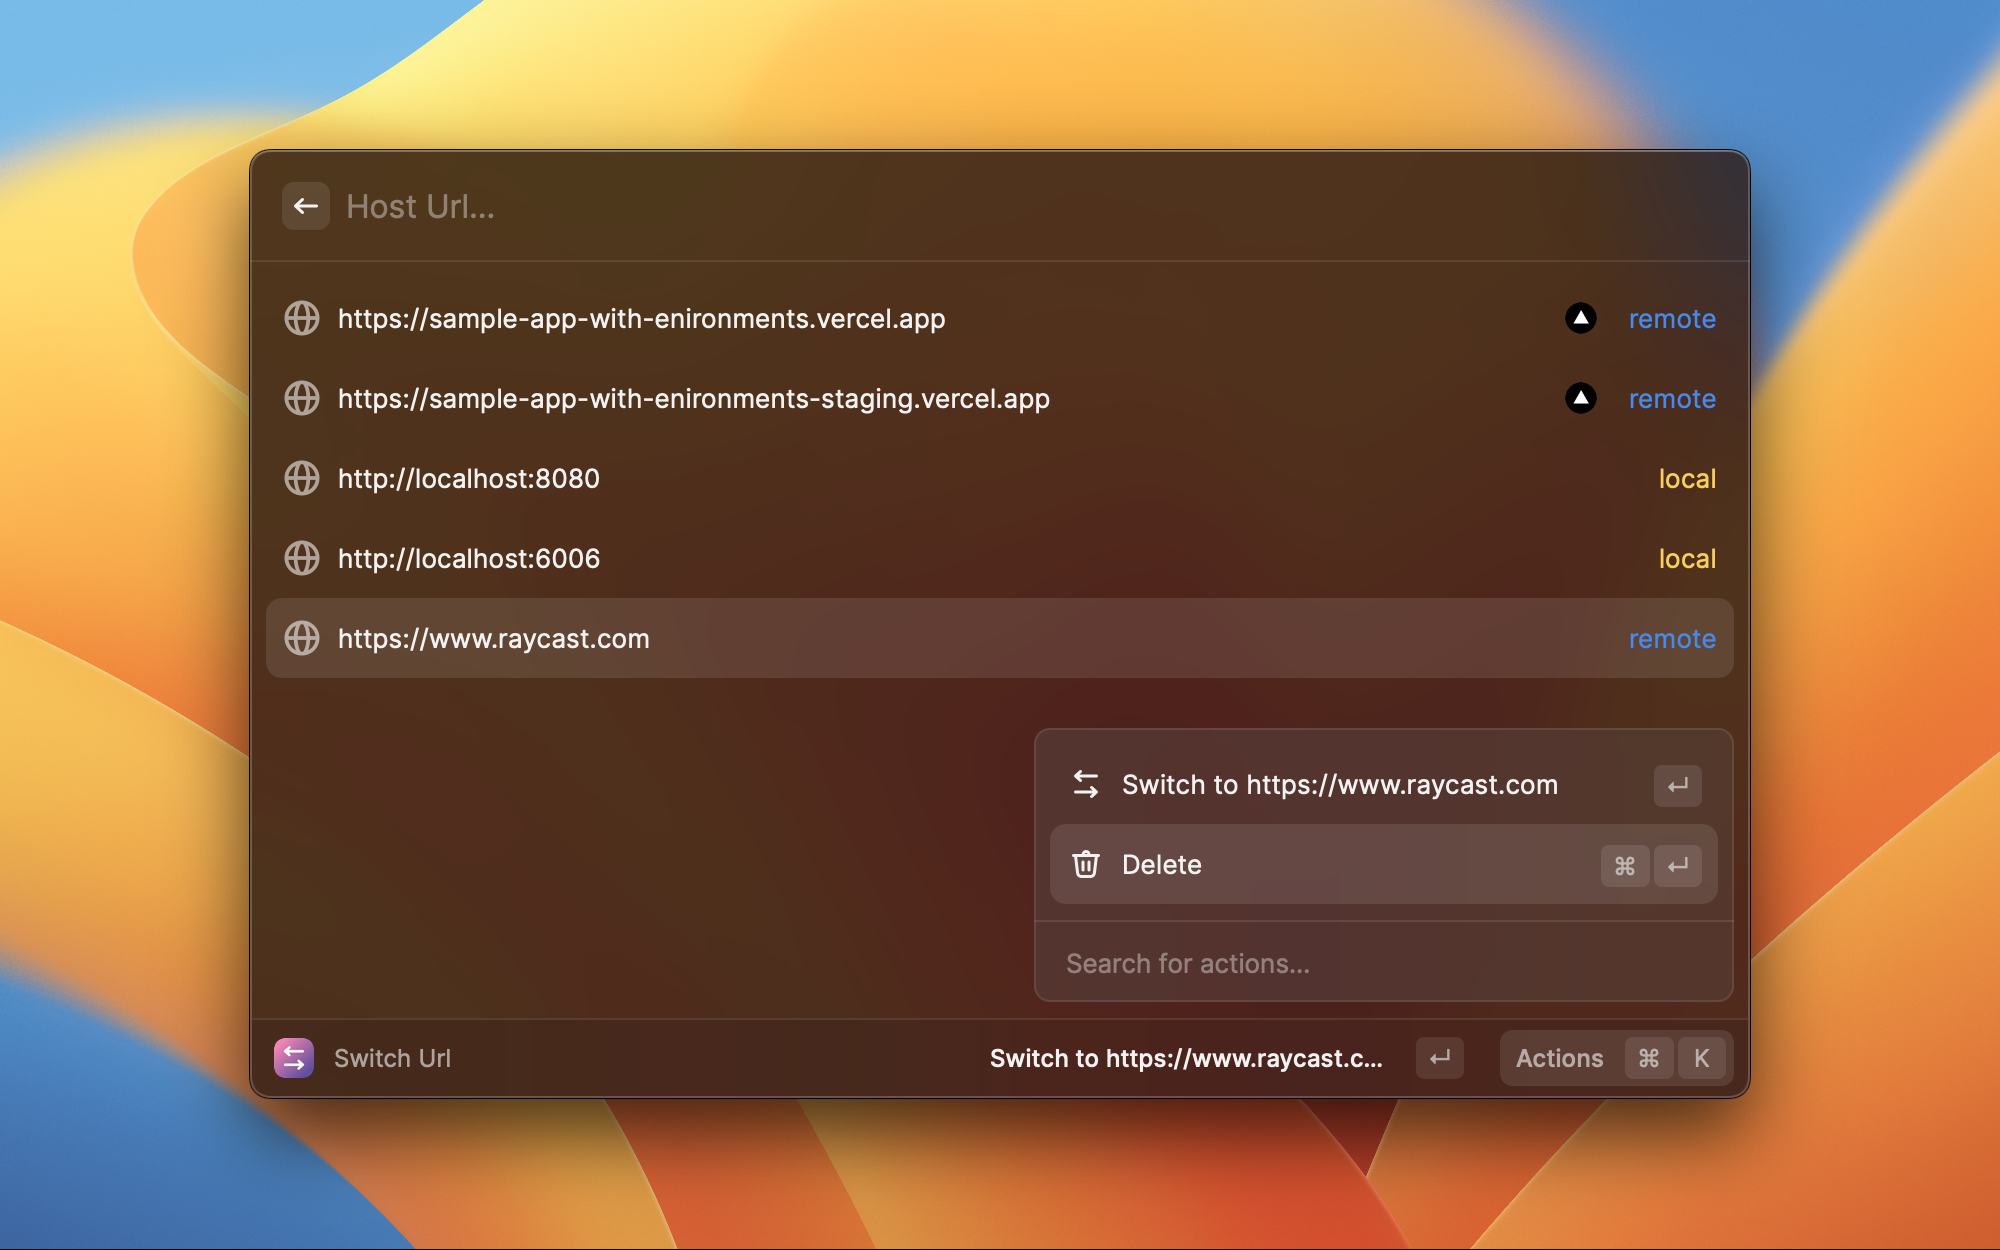 Host Url...
https://sample-app-with-enironments.vercel.app remote
https://sample-app-with-enironments-staging.vercel.app remote
http://localhost:8080 local
http://localhost:6006 local
https://www.raycast.com remote
Switch to https://www.raycast.com ↵
Delete ⌘ ↵
Search for actions...
Switch Url Switch to https://www.raycast.c... ↵ Actions ⌘ K